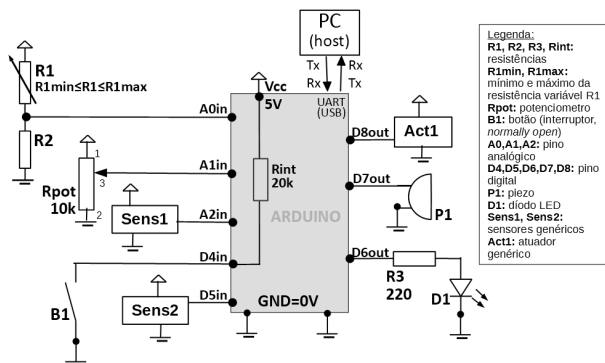 PC
(host)
Tx
Rx
Rx
Tx
R1
R1min≤R1≤R1max
R2
Vcc
5V
UART
(USB)
A0in
A1in
A2in
D4in
D5in
Rint
20k
ARDUINO
GND=0V
D8out
Act1
D7out
P1
D6out
R3
220
D1
1
3
2
Rpot
10k
Sens1
Sens2
B1
Legenda:
R1, R2, R3, Rint:
resistências
R1min, R1max:
mínimo e máximo da
resistência variável R1
Rpot: potenciometro
B1: botão (interruptor,
normally open)
A0,A1,A2: pino
analógico
D4,D5,D6,D7,D8: pino
digital
P1: piezo
D1: díodo LED
Sens1, Sens2:
sensores genéricos
Act1: atuador
genérico